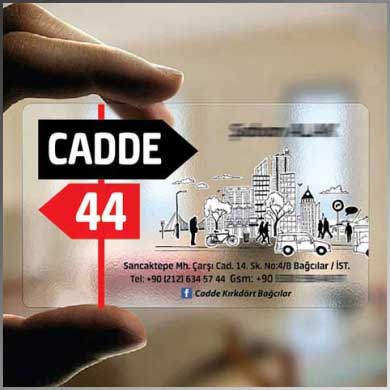 CADDE
44
Sancaktepe Mh. Çarşı Cad. 14. Sk. No:4/B Bağcılar / İST.
Tel: +90 (212) 634 57 44 Gsm: +90
f Cadde Kırkdört Bağcılar